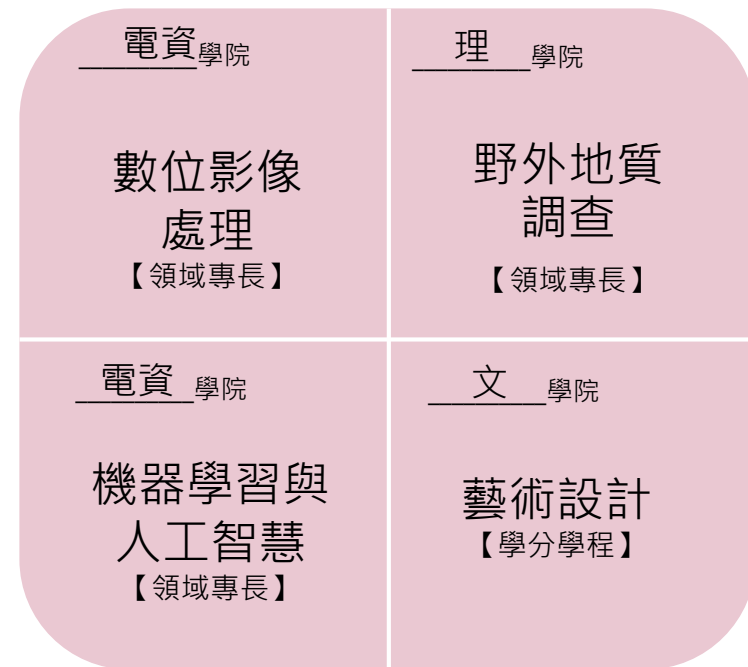 電資學院
數位影像
處理
【領域專長】
理學院
野外地質
調查
【領域專長】
電資學院
機器學習與
人工智慧
【領域專長】
文學院
藝術設計
【學分學程】